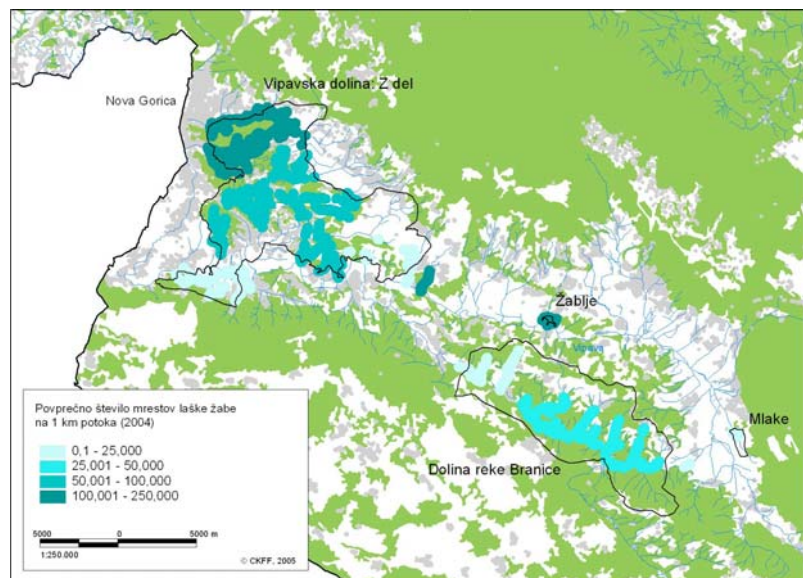 Vipavska dolina: Z del
Nova Gorica
Žablje
Vipava
Mlake
Dolina reke Branice
Povprečno število mrestov laške žabe
na 1 km potoka (2004)
0,1 - 25,000
25,001 - 50,000
50,001 - 100,000
100,001 - 250,000
5000 0 5000 m
1:250.000
© CKFF, 2005